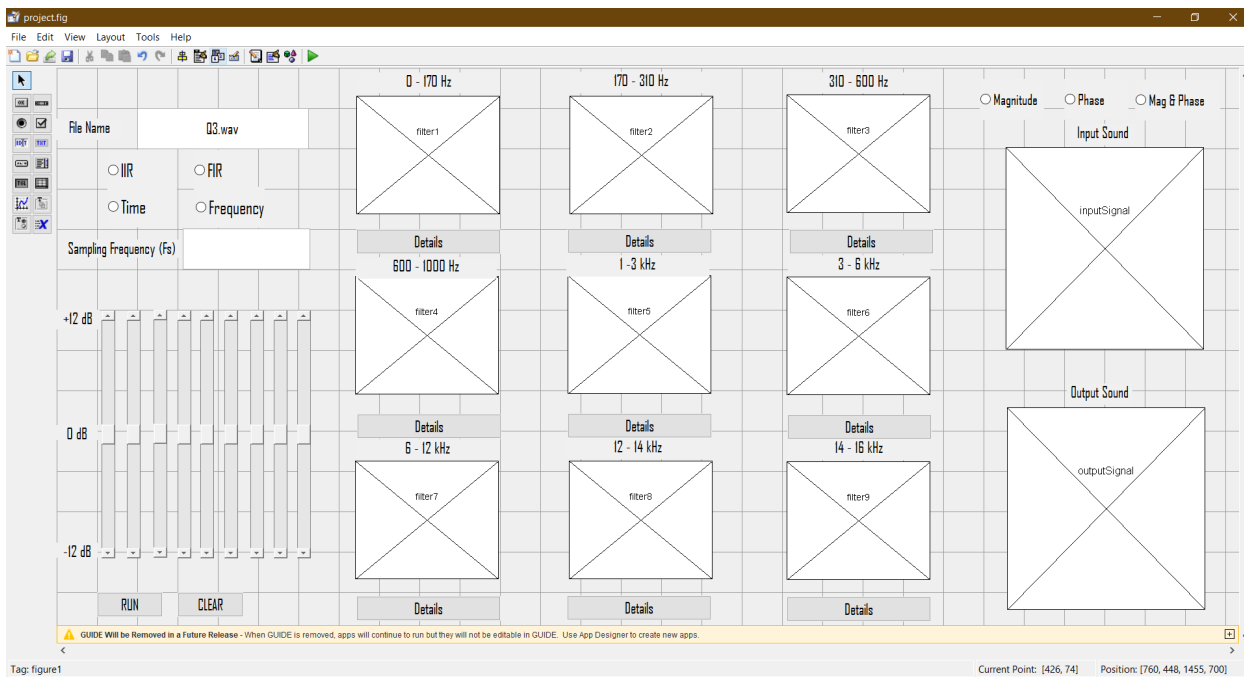 project.fig
File Edit View Layout Tools Help
0 - 170 Hz
170 - 310 Hz
310 - 600 Hz
Magnitude
Phase
Mag & Phase
File Name
Q3.wav
filter1
filter2
filter3
Input Sound
IIR
FIR
Time
Frequency
inputSignal
Sampling Frequency (Fs)
Details
Details
Details
600 - 1000 Hz
1 -3 kHz
3 - 6 kHz
+12 dB
filter4
filter5
filter6
Output Sound
0 dB
Details
Details
Details
6 - 12 kHz
12 - 14 kHz
14 - 16 kHz
outputSignal
filter7
filter8
filter9
-12 dB
RUN
CLEAR
Details
Details
Details
GUIDE Will be Removed in a Future Release - When GUIDE is removed, apps will continue to run but they will not be editable in GUIDE. Use App Designer to create new apps.
Tag: figure1
Current Point: [426, 74]
Position: [760, 448, 1455, 700]